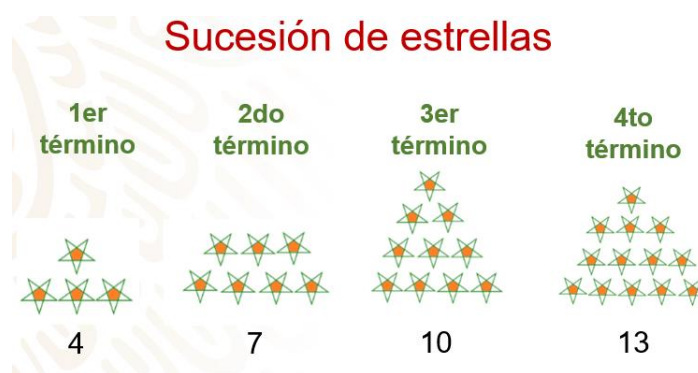 Sucesión de estrellas
1er
término
2do
término
3er
término
4to
término
4
7
10
13